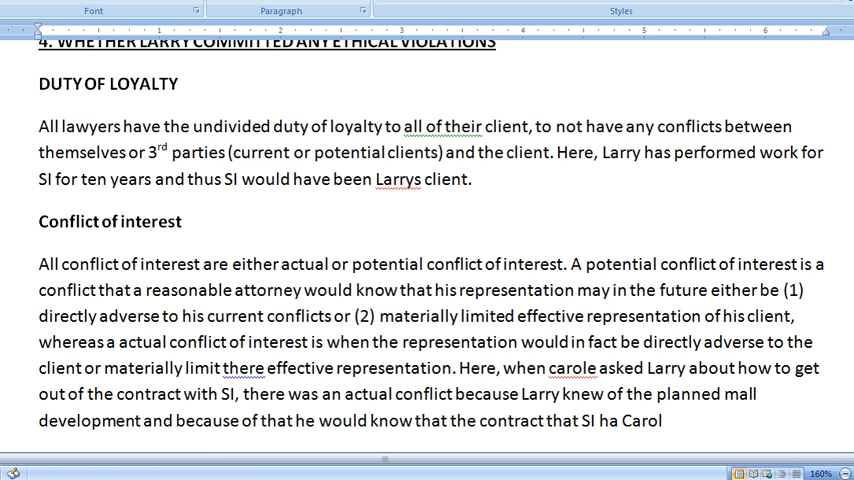 Font Paragraph Styles
1 2 3 4 5 6
4. WHETHER LARRY COMMITTED ANY ETHICAL VIOLATIONS
DUTY OF LOYALTY
All lawyers have the undivided duty of loyalty to all of their client, to not have any conflicts between
themselves or 3rd parties (current or potential clients) and the client. Here, Larry has performed work for
SI for ten years and thus SI would have been Larrys client.
Conflict of interest
All conflict of interest are either actual or potential conflict of interest. A potential conflict of interest is a
conflict that a reasonable attorney would know that his representation may in the future either be (1)
directly adverse to his current conflicts or (2) materially limited effective representation of his client,
whereas a actual conflict of interest is when the representation would in fact be directly adverse to the
client or materially limit there effective representation. Here, when carole asked Larry about how to get
out of the contract with SI, there was an actual conflict because Larry knew of the planned mall
development and because of that he would know that the contract that SI ha Carol
160%